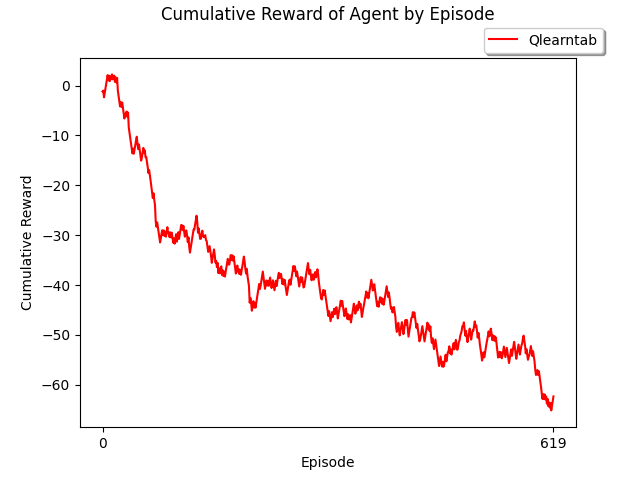 Cumulative Reward of Agent by Episode
Qlearntab
0
−10
−20
−30
−40
−50
−60
Cumulative Reward
0
619
Episode